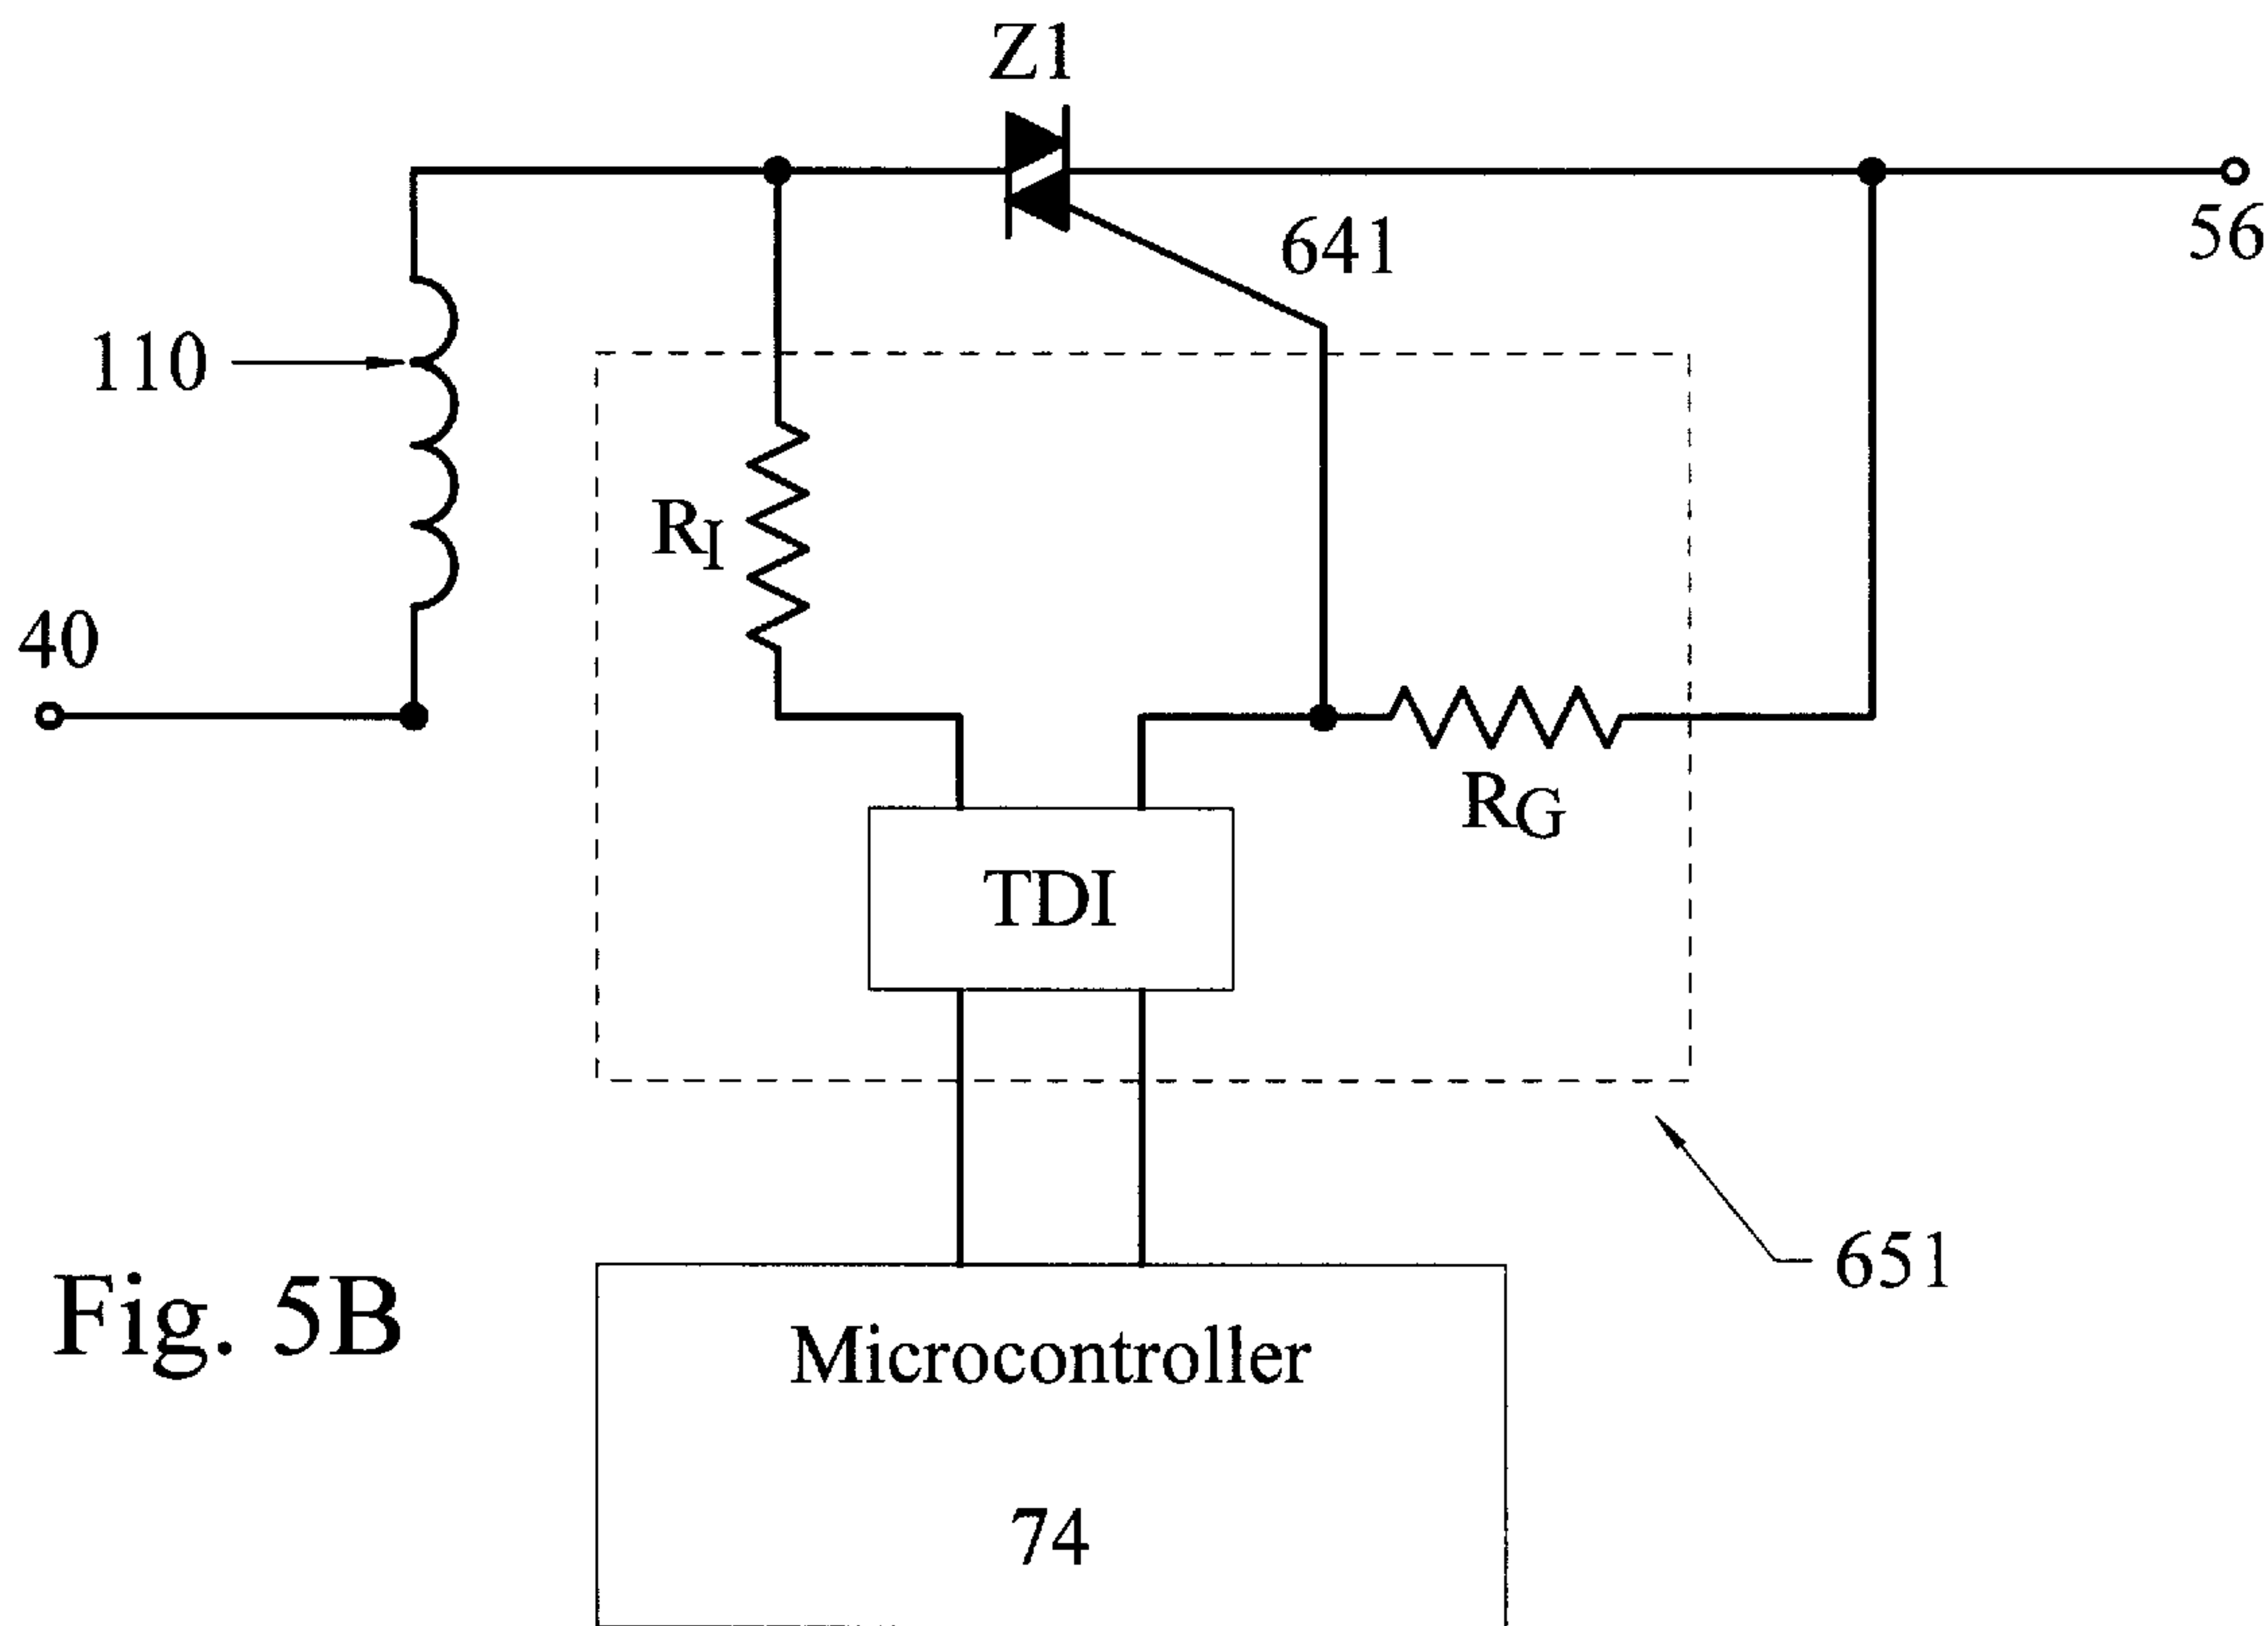 Z1
56
641
110
RI
40
RG
TDI
651
Fig. 5B
Microcontroller
74